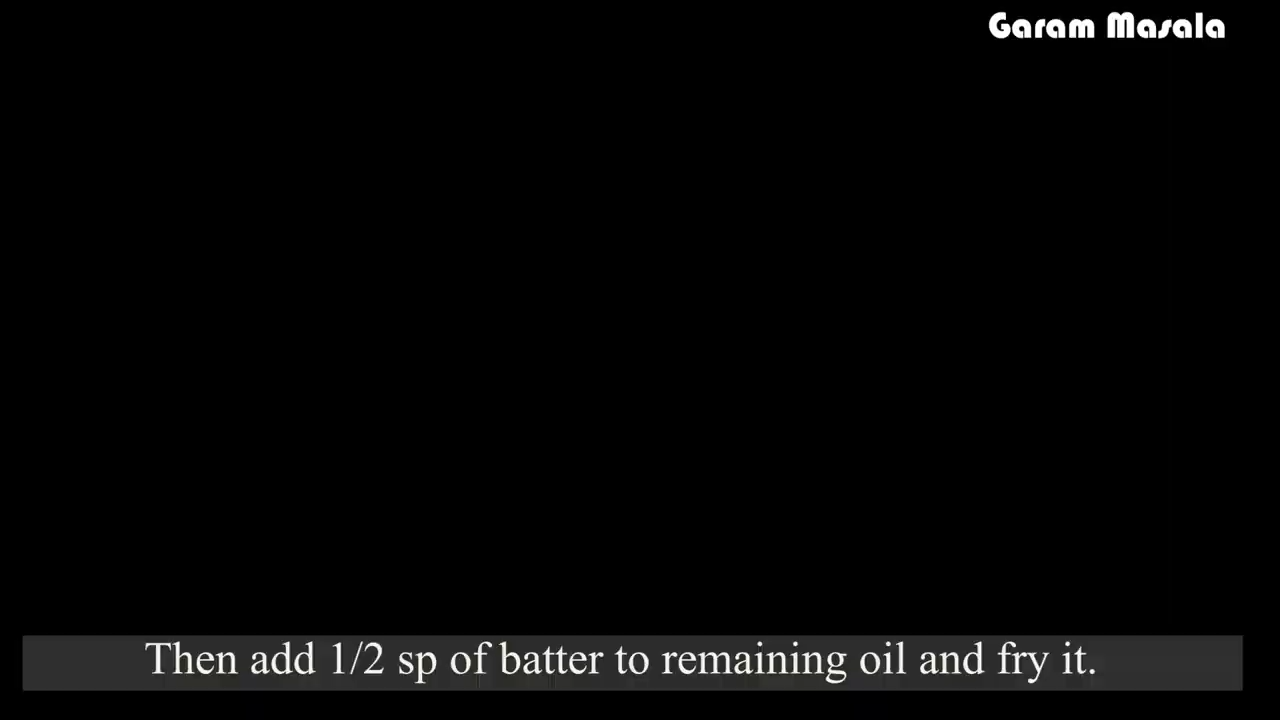 Garam Masala
Then add 1/2 sp of batter to remaining oil and fry it.